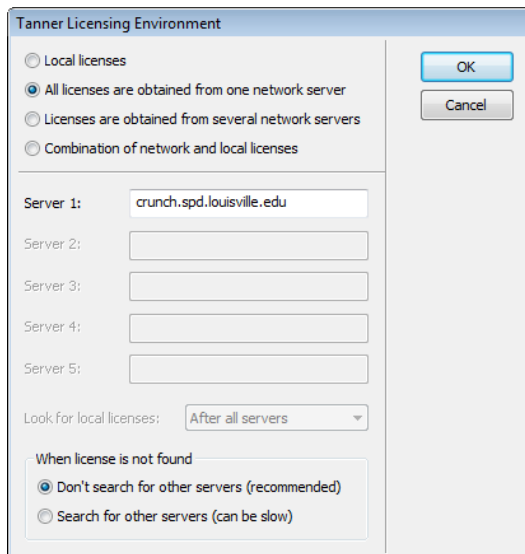 Tanner Licensing Environment
Local licenses
All licenses are obtained from one network server
Licenses are obtained from several network servers
Combination of network and local licenses
OK
Cancel
Server 1: crunch.spd.louisville.edu
Server 2:
Server 3:
Server 4:
Server 5:
Look for local licenses: After all servers
When license is not found
Don't search for other servers (recommended)
Search for other servers (can be slow)